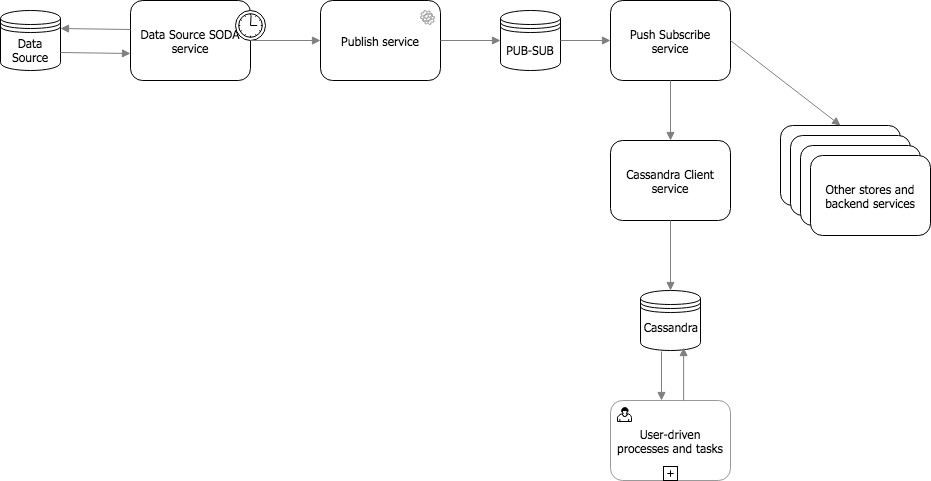 Data
Source
Data Source SODA
service
Publish service
PUB-SUB
Push Subscribe
service
Cassandra Client
service
Other stores and
backend services
Cassandra
User-driven
processes and tasks